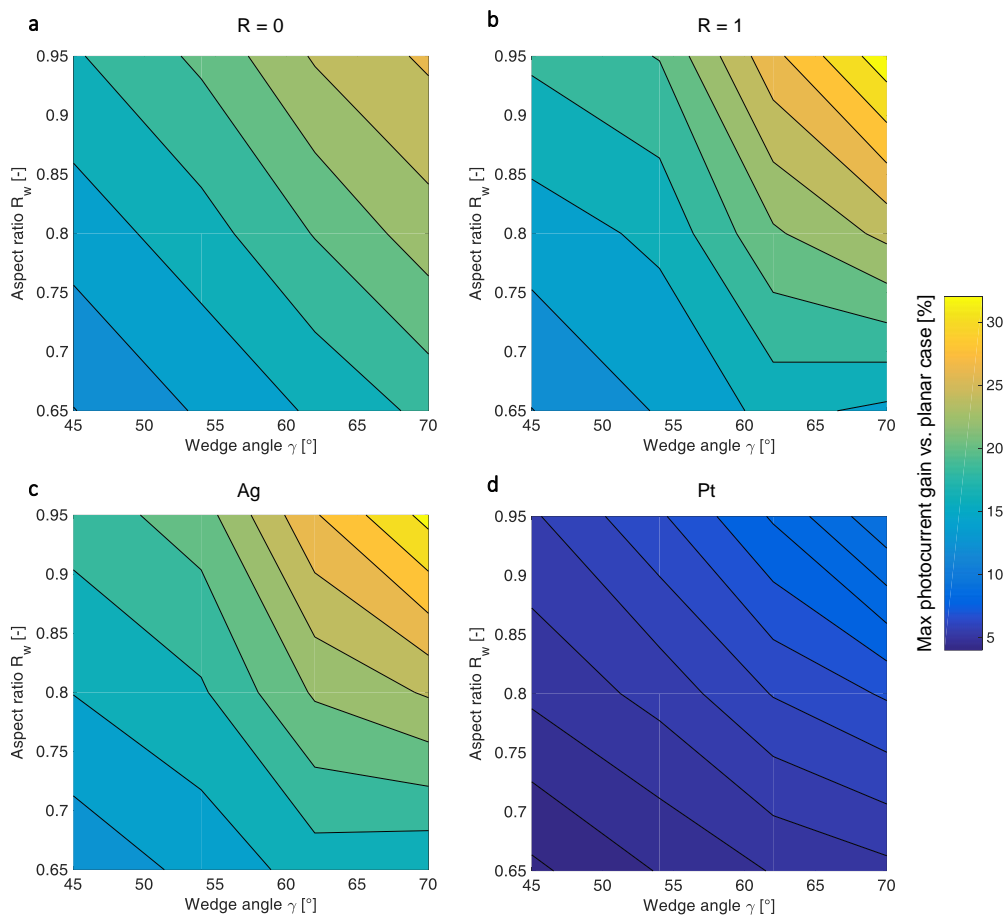 a
R = 0
0.95
0.9
0.85
0.8
0.75
0.7
0.65
Aspect ratio R_w [-]
45 50 55 60 65 70
Wedge angle γ [°]
b
R = 1
0.95
0.9
0.85
0.8
0.75
0.7
0.65
Aspect ratio R_w [-]
45 50 55 60 65 70
Wedge angle γ [°]
c
Ag
0.95
0.9
0.85
0.8
0.75
0.7
0.65
Aspect ratio R_w [-]
45 50 55 60 65 70
Wedge angle γ [°]
d
Pt
0.95
0.9
0.85
0.8
0.75
0.7
0.65
Aspect ratio R_w [-]
45 50 55 60 65 70
Wedge angle γ [°]
Max photocurrent gain vs. planar case [%]
30
25
20
15
10
5